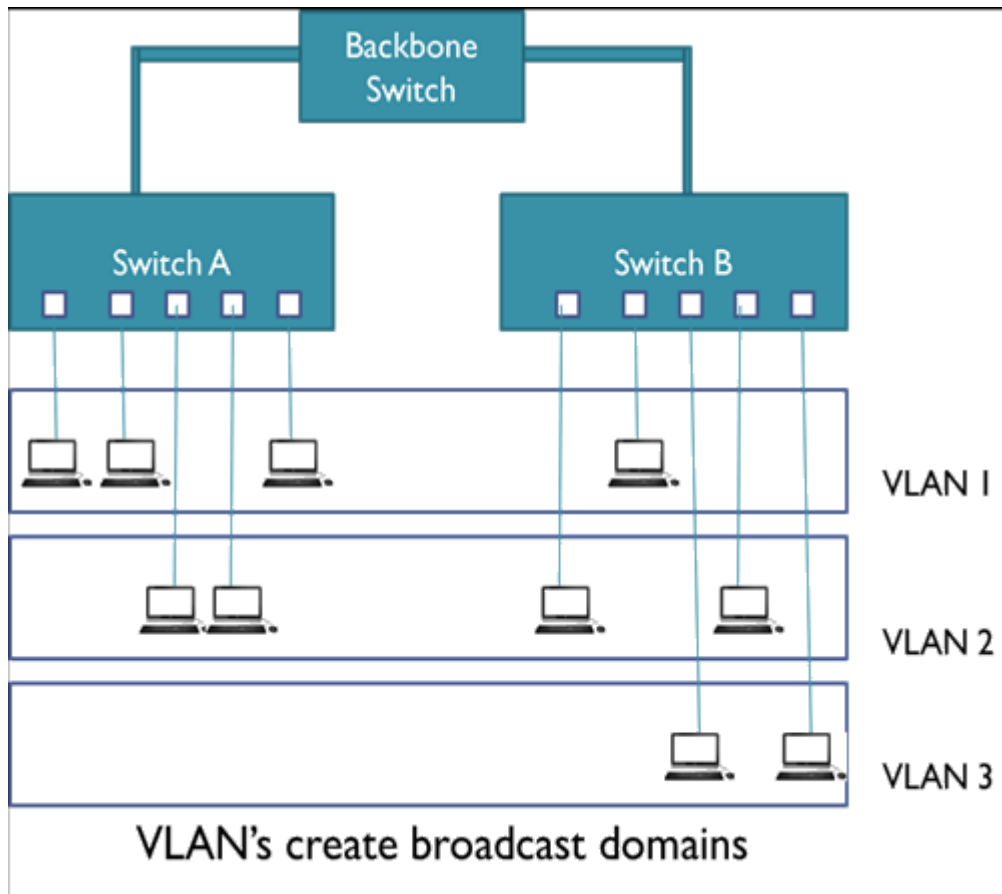 Backbone
Switch
Switch A
Switch B
VLAN 1
VLAN 2
VLAN 3
VLAN's create broadcast domains